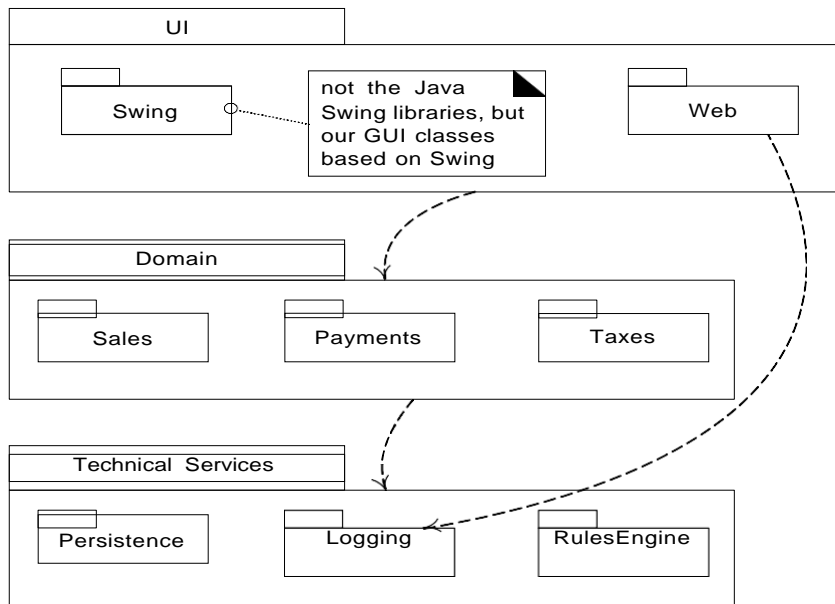 UI
Swing
not the Java
Swing libraries, but
our GUI classes
based on Swing
Web
Domain
Sales
Payments
Taxes
Technical Services
Persistence
Logging
RulesEngine